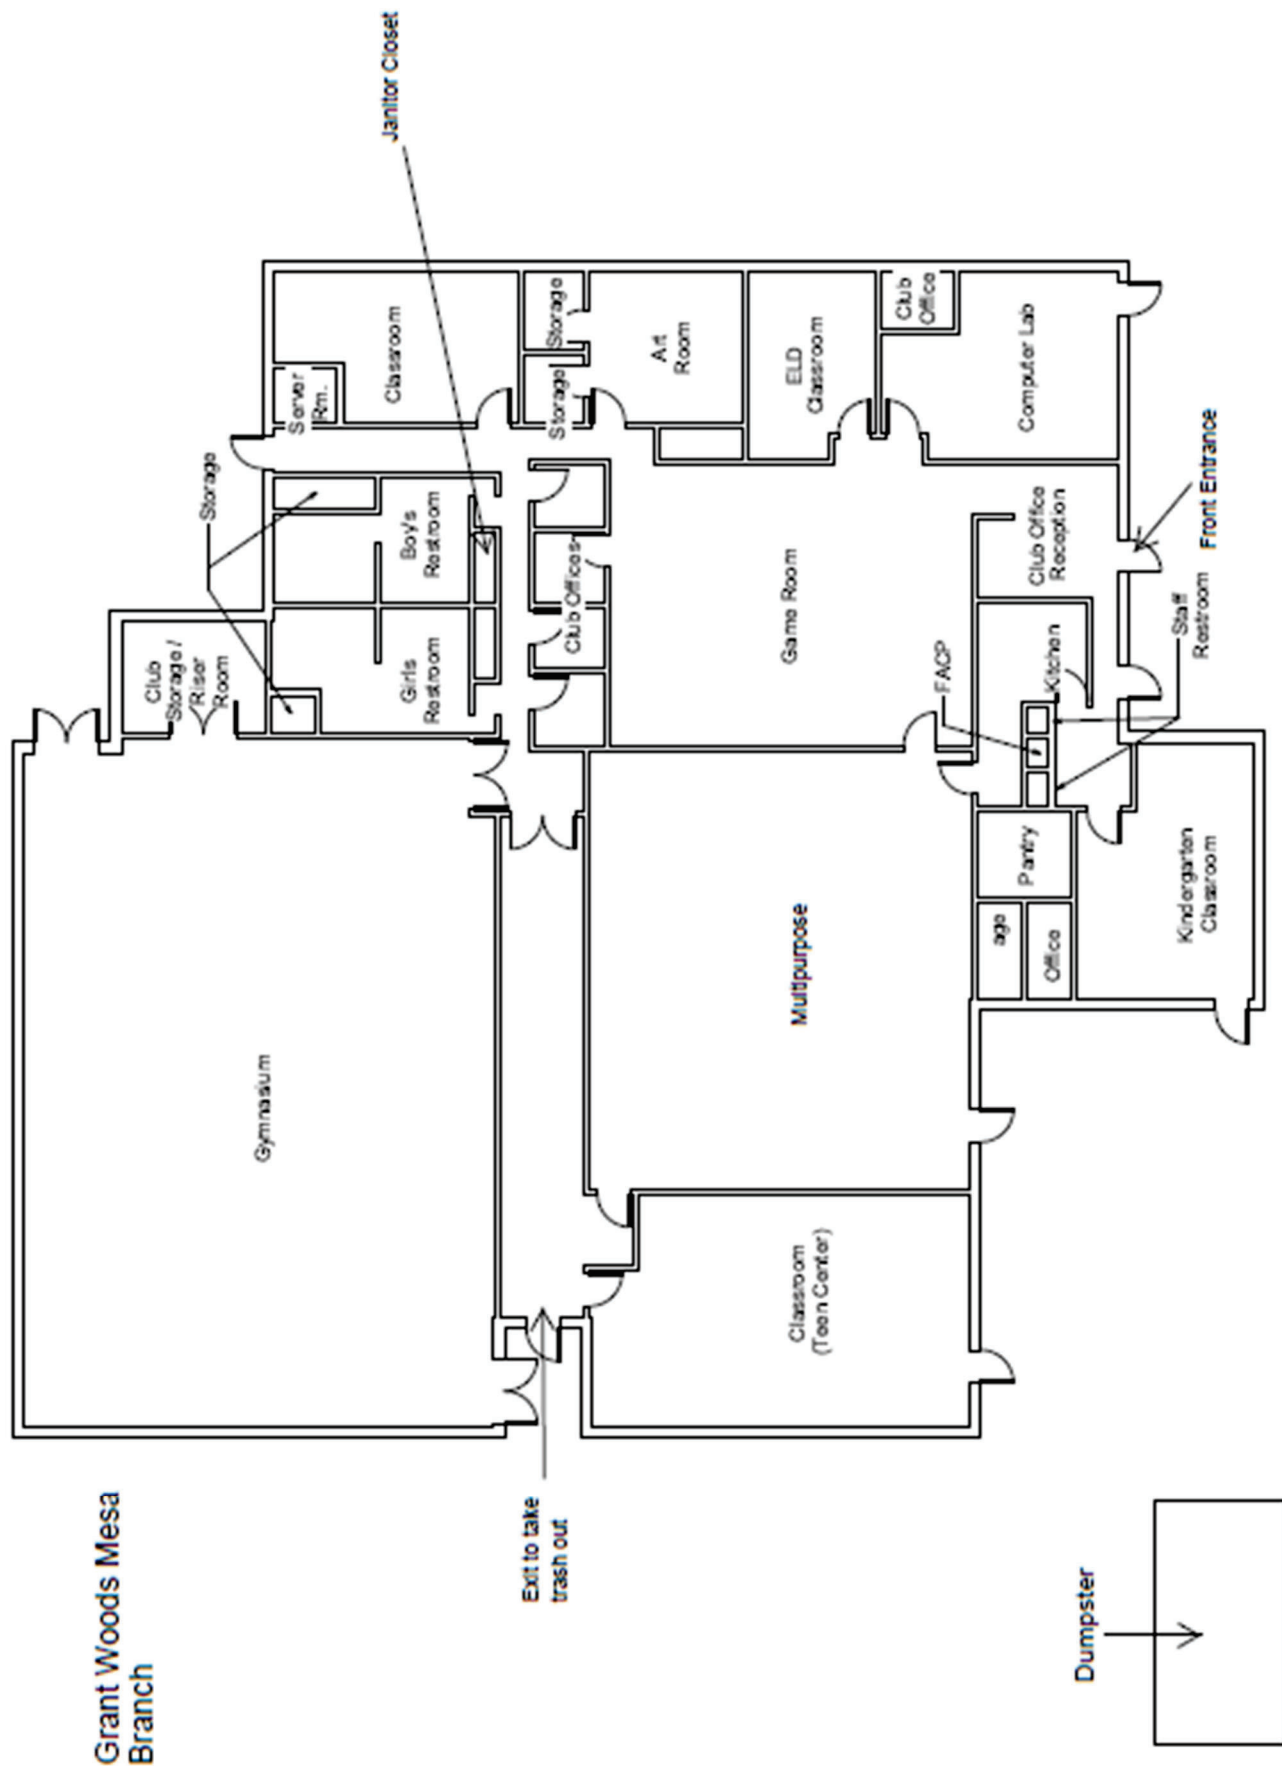 Grant Woods Mesa
Branch
Exit to take
trash out
Dumpster
Gymnasium
Classroom
(Teen Center)
Multipurpose
Club
Storage /
Riser
Room
Storage
Girls
Restroom
Boy's
Restroom
Janitor Closet
Server
Rm.
Classroom
Storage
Storage
Club Offices
Art
Room
ELD
Classroom
Club
Office
Computer Lab
Game Room
Club Office
Reception
Front Entrance
FACP
Kitchen
Staff
Restroom
Pantry
age
Office
Kindergarten
Classroom